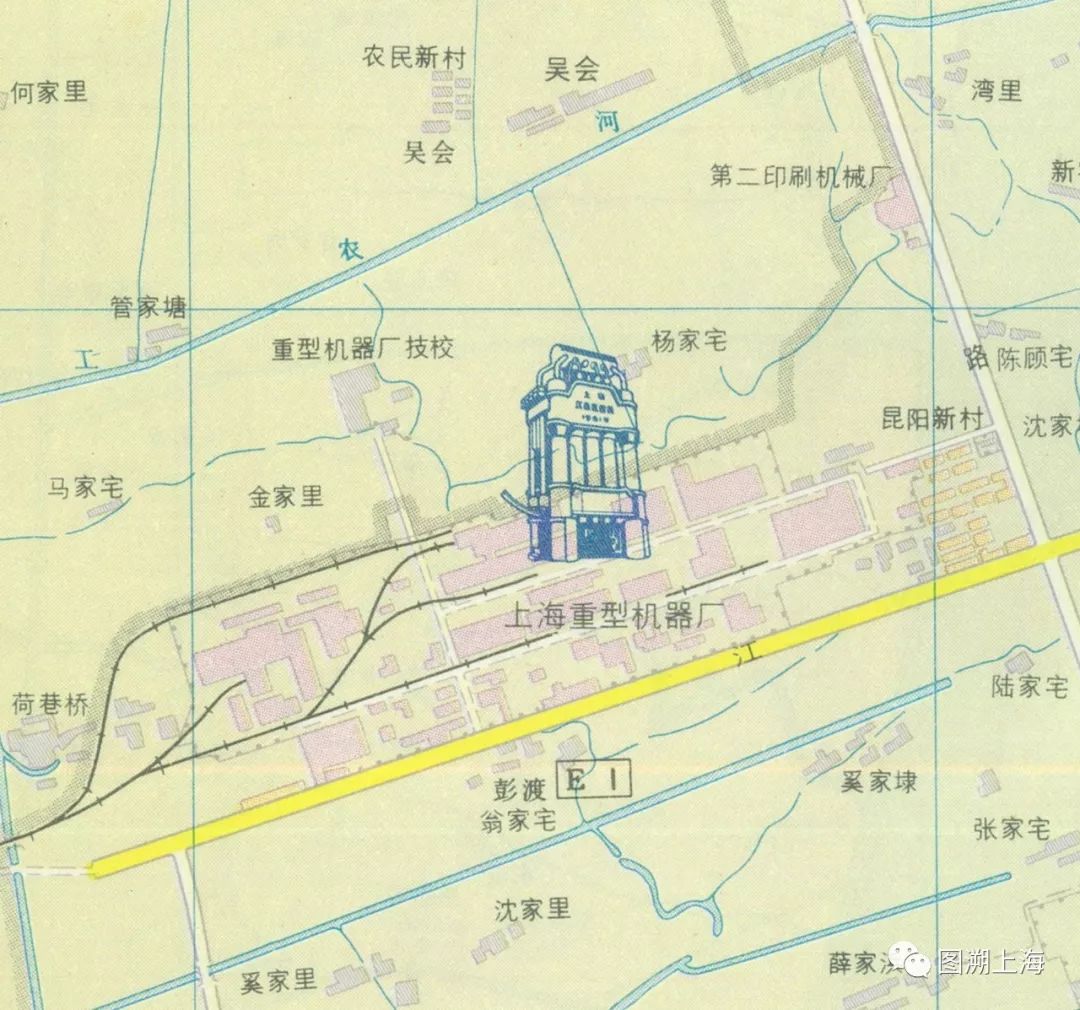 农民新村
吴会
何家里
湾里
河
吴会
第二印刷机械厂
新
农
管家塘
工
重型机器厂技校
杨家宅
路
陈顾宅
上海
昆阳新村
沈家
马家宅
金家里
上海重型机器厂
江
荷巷桥
陆家宅
彭渡
E 1
奚家埭
翁家宅
张家宅
沈家里
薛家
图溯上海
奚家里